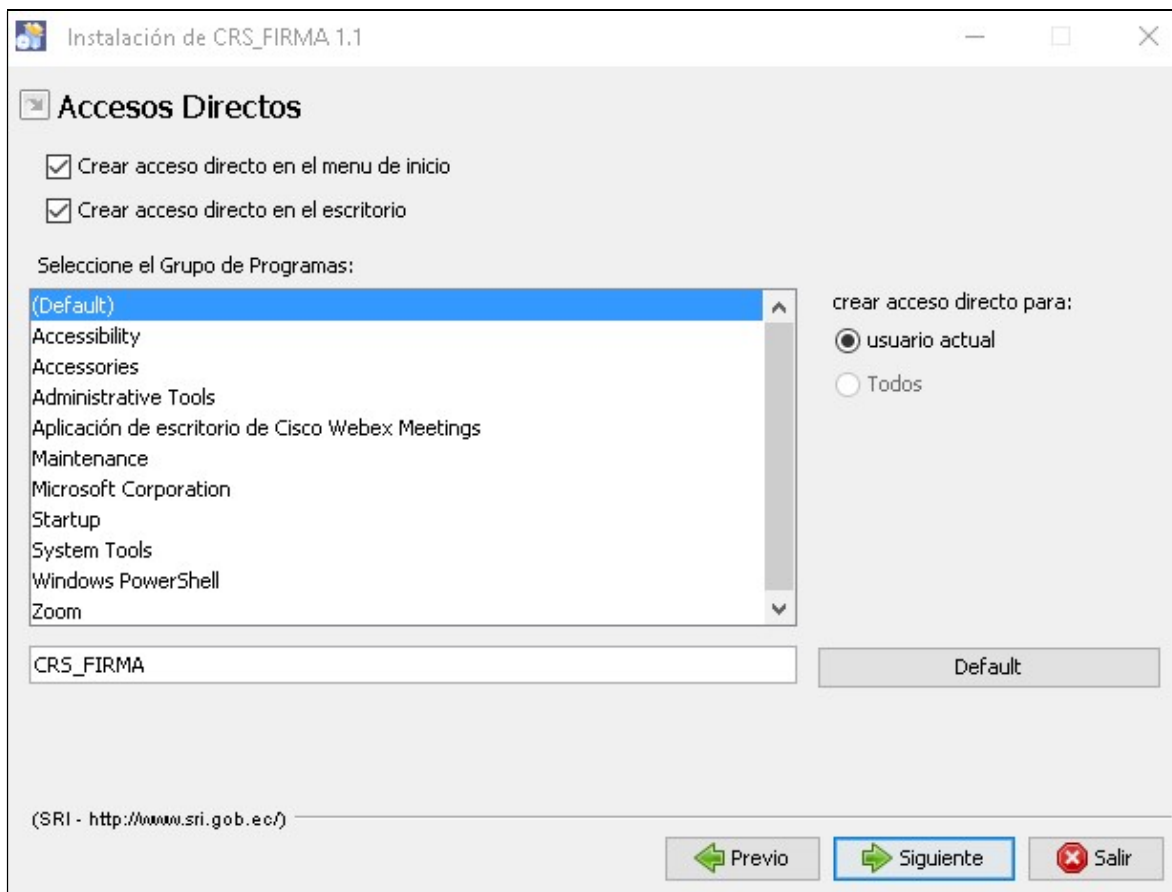 Instalación de CRS_FIRMA 1.1
Accesos Directos
Crear acceso directo en el menu de inicio
Crear acceso directo en el escritorio
Seleccione el Grupo de Programas:
(Default)
Accessibility
Accessories
Administrative Tools
Aplicación de escritorio de Cisco Webex Meetings
Maintenance
Microsoft Corporation
Startup
System Tools
Windows PowerShell
Zoom
crear acceso directo para:
usuario actual
Todos
CRS_FIRMA
Default
(SRI - http://www.sri.gob.ec/)
Previo
Siguiente
Salir